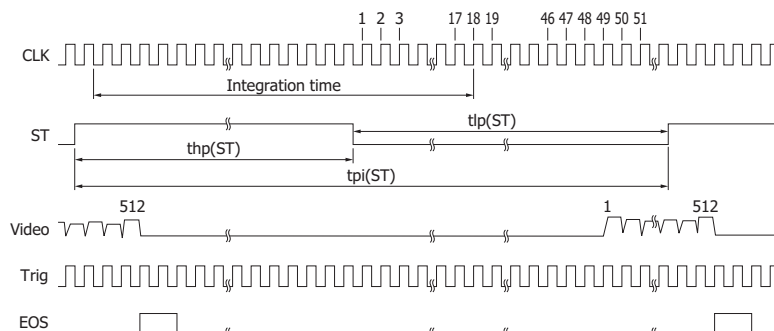 1 2 3 17 18 19 46 47 48 49 50 51
CLK
Integration time
ST
tlp(ST)
thp(ST)
tpi(ST)
512 1 512
Video
Trig
EOS